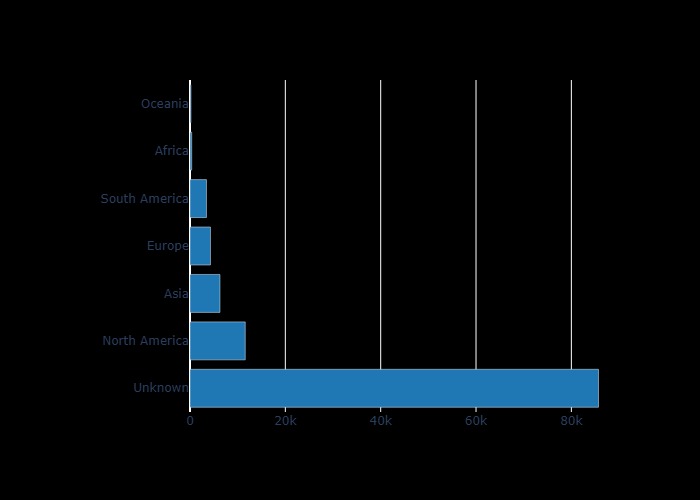 Oceania
Africa
South America
Europe
Asia
North America
Unknown
0 20k 40k 60k 80k